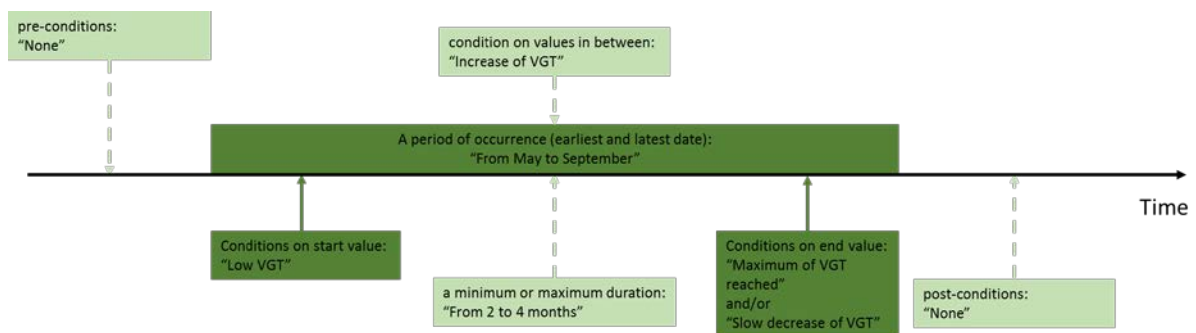 pre-conditions:
“None”
condition on values in between:
“Increase of VGT”
A period of occurrence (earliest and latest date):
“From May to September”
Time
Conditions on start value:
“Low VGT”
a minimum or maximum duration:
“From 2 to 4 months”
Conditions on end value:
“Maximum of VGT
reached”
and/or
“Slow decrease of VGT”
post-conditions:
“None”